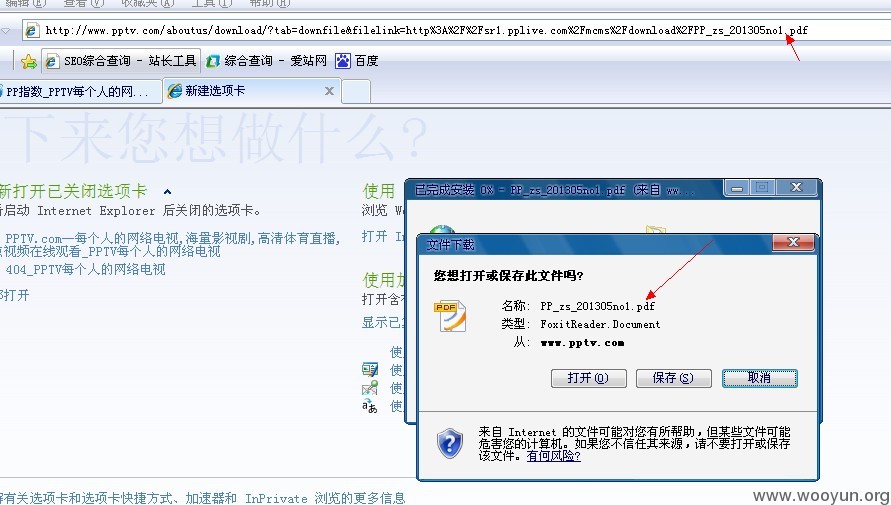 编辑(E) 查看(V) 收藏夹(A) 工具(T) 帮助(H)
http://www.pptv.com/aboutus/download/?tab=downfile&filelink=http%3A%2F%2Fsr1.pplive.com%2Fmcms%2Fdownload%2FPP_zs_201305no1.pdf
SEO综合查询 - 站长工具 综合查询 - 爱站网 百度
PP指数_PPTV每个人的网... 新建选项卡 x
下来您想做什么?
新打开已关闭选项卡
启动 Internet Explorer 后关闭的选项卡。
PPTV.com—每个人的网络电视,海量影视剧,高清体育直播,
视频在线观看_PPTV每个人的网络电视
404_PPTV每个人的网络电视
打开
使用
浏览 W
打开 In
使用加
打开含
显示已
使
使
使
使
已完成安装 0% - PP_zs_201305no1.pdf (来自 ww...
文件下载
您想打开或保存此文件吗?
PDF
名称: PP_zs_201305no1.pdf
类型: FoxitReader.Document
从: www.pptv.com
打开(O) 保存(S) 取消
来自 Internet 的文件可能对您有所帮助,但某些文件可能
危害您的计算机。如果您不信任其来源,请不要打开或保存
该文件。有何风险?
解有关选项卡和选项卡快捷方式、加速器和 InPrivate 浏览的更多信息
www.wooyun.org